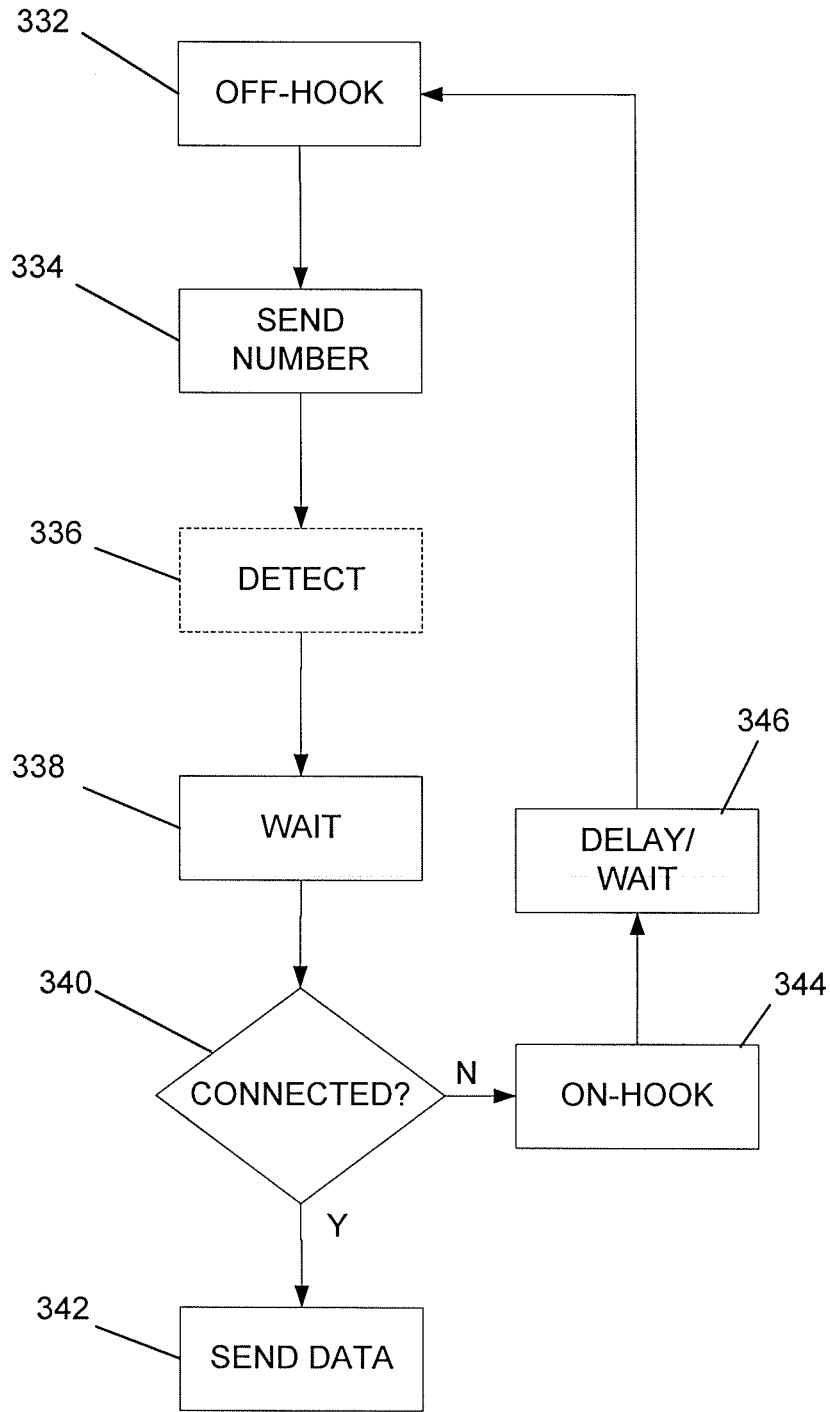 332
OFF-HOOK
334
SEND
NUMBER
336
DETECT
338
WAIT
346
DELAY/
WAIT
340
CONNECTED?
N
344
ON-HOOK
Y
342
SEND DATA